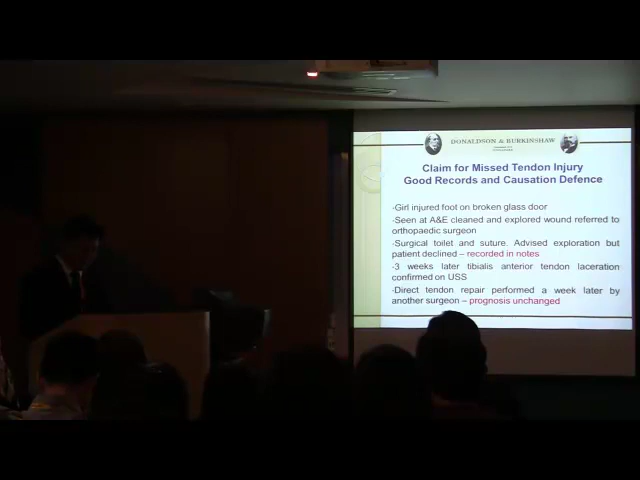 DONALDSON & BURKINSHAW
Claim for Missed Tendon Injury
Good Records and Causation Defence
-Girl injured foot on broken glass door
-Seen at A&E cleaned and explored wound referred to
orthopaedic surgeon
-Surgical toilet and suture. Advised exploration but
patient declined – recorded in notes
-3 weeks later tibialis anterior tendon laceration
confirmed on USS
-Direct tendon repair performed a week later by
another surgeon – prognosis unchanged